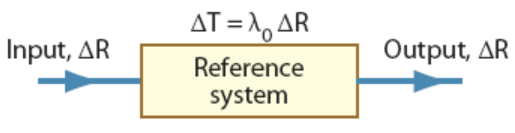 ΔT = λ₀ ΔR
Input, ΔR
Output, ΔR
Reference
system